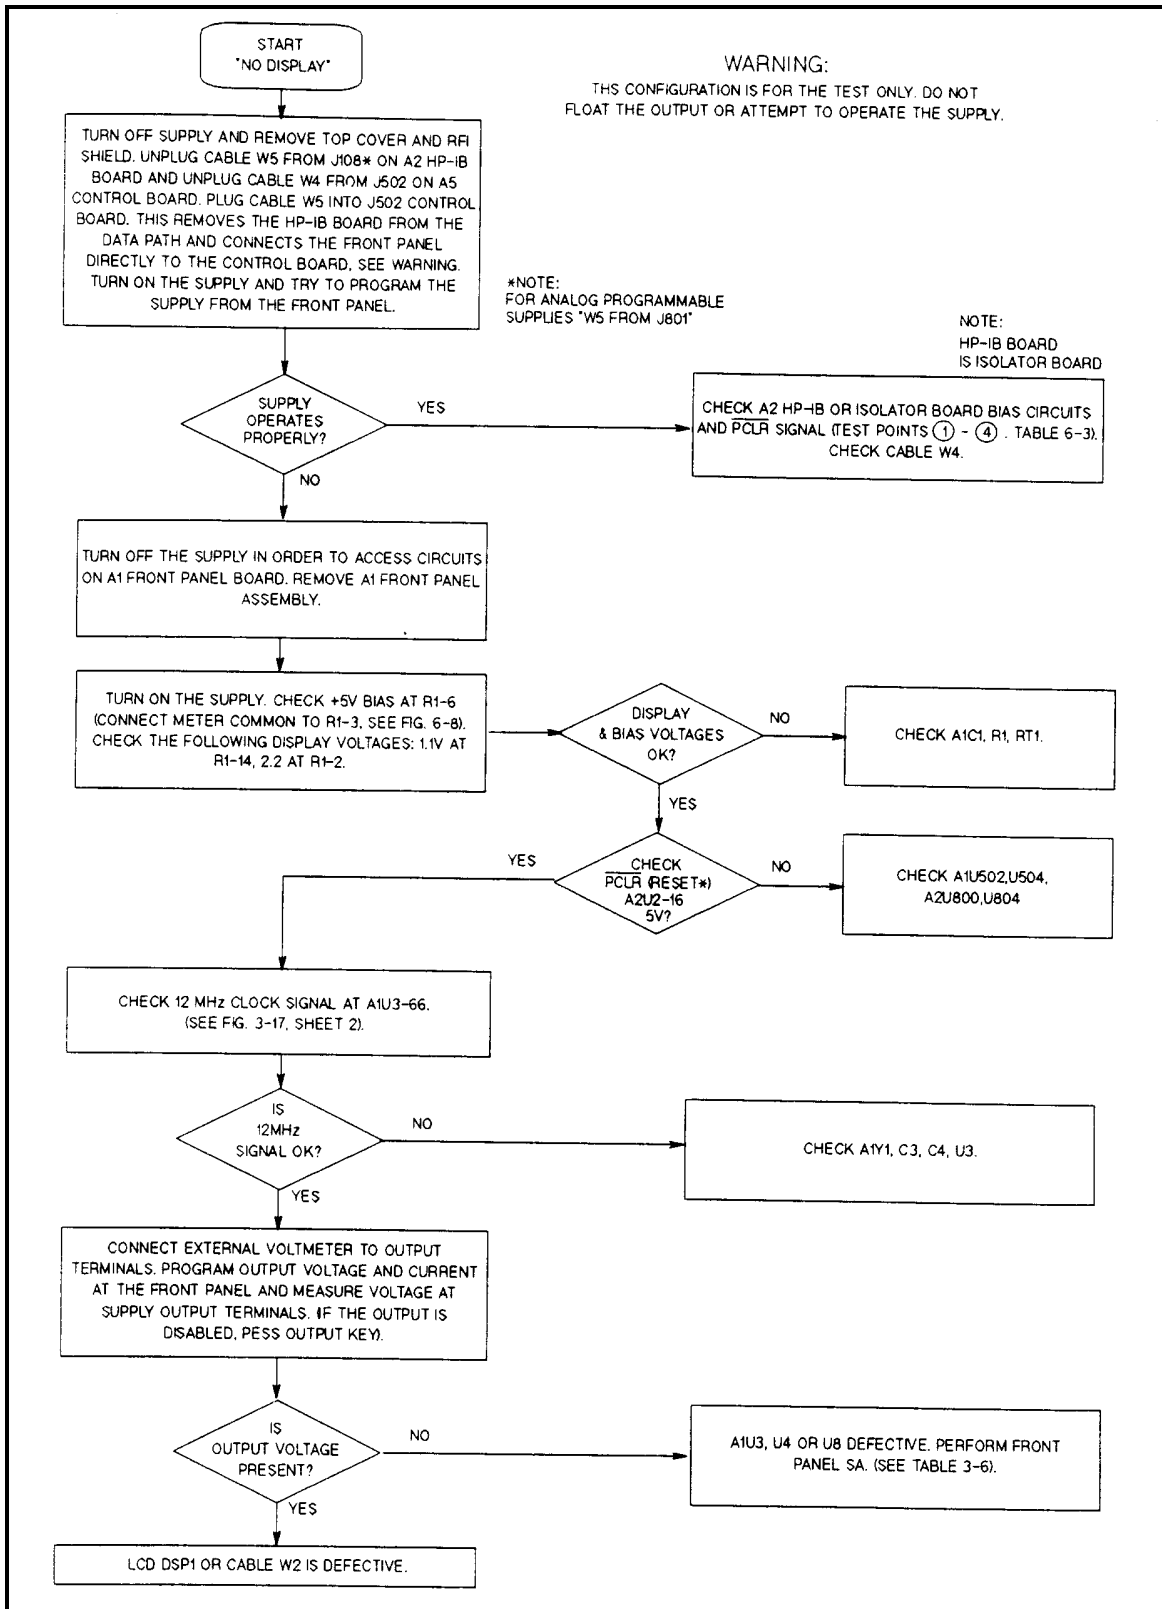 START
"NO DISPLAY"
WARNING:
THS CONFIGURATION IS FOR THE TEST ONLY. DO NOT
FLOAT THE OUTPUT OR ATTEMPT TO OPERATE THE SUPPLY.
TURN OFF SUPPLY AND REMOVE TOP COVER AND RFI
SHIELD. UNPLUG CABLE W5 FROM J108* ON A2 HP-IB
BOARD AND UNPLUG CABLE W4 FROM J502 ON A5
CONTROL BOARD. PLUG CABLE W5 INTO J502 CONTROL
BOARD. THIS REMOVES THE HP-IB BOARD FROM THE
DATA PATH AND CONNECTS THE FRONT PANEL
DIRECTLY TO THE CONTROL BOARD, SEE WARNING.
TURN ON THE SUPPLY AND TRY TO PROGRAM THE
SUPPLY FROM THE FRONT PANEL.
*NOTE:
FOR ANALOG PROGRAMMABLE
SUPPLIES "W5 FROM J801"
NOTE:
HP-IB BOARD
IS ISOLATOR BOARD
SUPPLY
OPERATES
PROPERLY?
YES
NO
CHECK A2 HP-IB OR ISOLATOR BOARD BIAS CIRCUITS
AND PCLR SIGNAL (TEST POINTS 1 - 4 . TABLE 6-3).
CHECK CABLE W4.
TURN OFF THE SUPPLY IN ORDER TO ACCESS CIRCUITS
ON A1 FRONT PANEL BOARD. REMOVE A1 FRONT PANEL
ASSEMBLY.
TURN ON THE SUPPLY. CHECK +5V BIAS AT R1-6
(CONNECT METER COMMON TO R1-3, SEE FIG. 6-8).
CHECK THE FOLLOWING DISPLAY VOLTAGES: 1.1V AT
R1-14, 2.2 AT R1-2.
DISPLAY
& BIAS VOLTAGES
OK?
NO
YES
CHECK A1C1, R1, RT1.
CHECK
PCLR (RESET*)
A2U2-16
5V?
YES
NO
CHECK A1U502,U504,
A2U800,U804
CHECK 12 MHz CLOCK SIGNAL AT A1U3-66.
(SEE FIG. 3-17, SHEET 2).
IS
12MHz
SIGNAL OK?
NO
YES
CHECK A1Y1, C3, C4, U3.
CONNECT EXTERNAL VOLTMETER TO OUTPUT
TERMINALS. PROGRAM OUTPUT VOLTAGE AND CURRENT
AT THE FRONT PANEL AND MEASURE VOLTAGE AT
SUPPLY OUTPUT TERMINALS. (IF THE OUTPUT IS
DISABLED, PESS OUTPUT KEY).
IS
OUTPUT VOLTAGE
PRESENT?
NO
YES
A1U3, U4 OR U8 DEFECTIVE. PERFORM FRONT
PANEL SA. (SEE TABLE 3-6).
LCD DSP1 OR CABLE W2 IS DEFECTIVE.